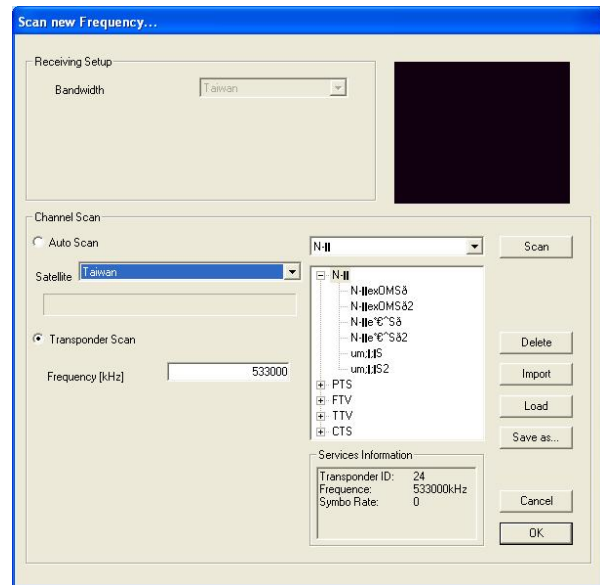 Scan new Frequency...
Receiving Setup
Bandwidth
Taiwan
Channel Scan
Auto Scan
Satellite
Taiwan
Transponder Scan
Frequency [kHz]
533000
Scan
PTS
FTV
TTV
CTS
Delete
Import
Load
Save as...
Services Information
Transponder ID: 24
Frequence: 533000kHz
Symbo Rate: 0
Cancel
OK